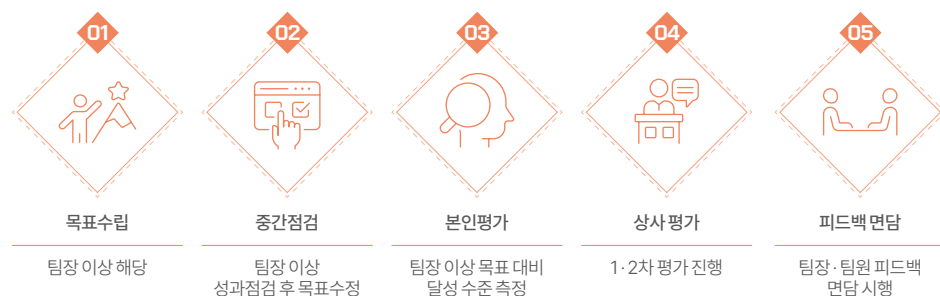 01
02
03
04
05
목표수립
중간점검
본인평가
상사 평가
피드백 면담
팀장 이상 해당
팀장 이상
성과점검 후 목표수정
팀장 이상 목표 대비
달성 수준 측정
1·2차 평가 진행
팀장·팀원 피드백
면담 시행